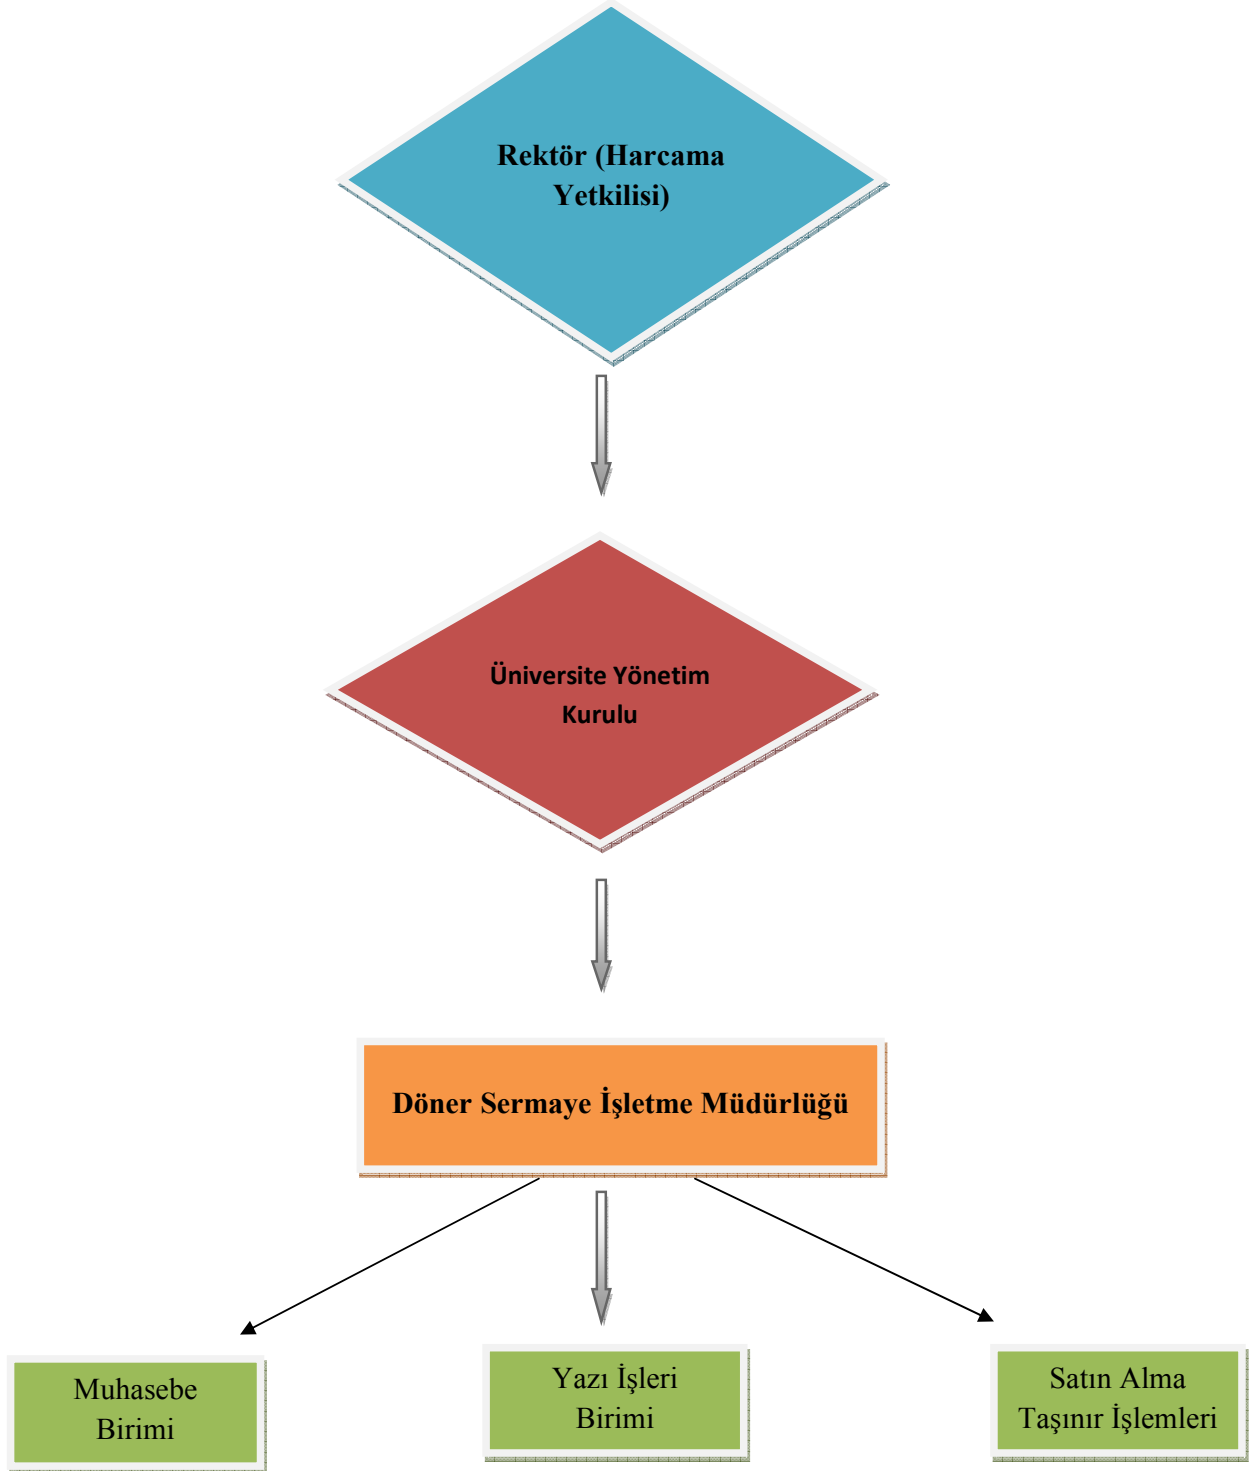 Rektör (Harcama
Yetkilisi)
Üniversite Yönetim
Kurulu
Döner Sermaye İşletme Müdürlüğü
Muhasebe
Birimi
Yazı İşleri
Birimi
Satın Alma
Taşınır İşlemleri